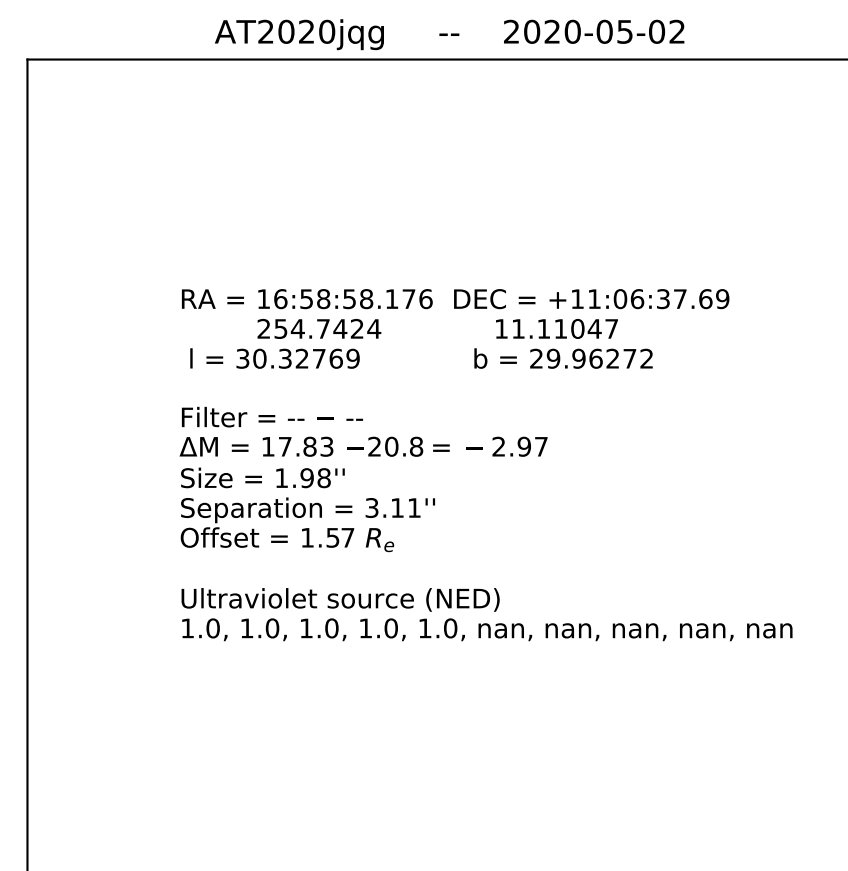 AT2020jqg -- 2020-05-02
RA = 16:58:58.176 DEC = +11:06:37.69
254.7424 11.11047
l = 30.32769 b = 29.96272
Filter = -- − --
ΔM = 17.83 −20.8 = − 2.97
Size = 1.98''
Separation = 3.11''
Offset = 1.57 Rₑ
Ultraviolet source (NED)
1.0, 1.0, 1.0, 1.0, 1.0, nan, nan, nan, nan, nan